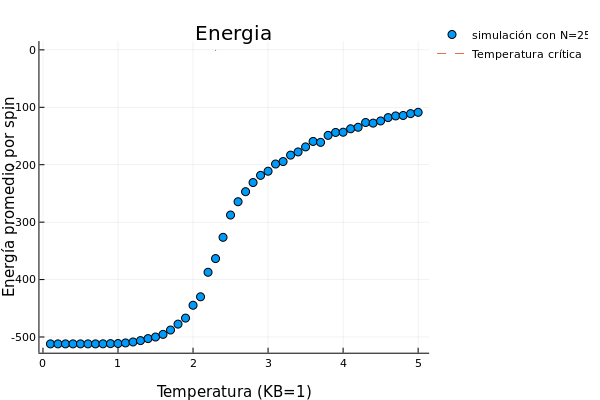 Energia
simulación con N=25
Temperatura crítica
Energía promedio por spin
0
-100
-200
-300
-400
-500
0
1
2
3
4
5
Temperatura (KB=1)